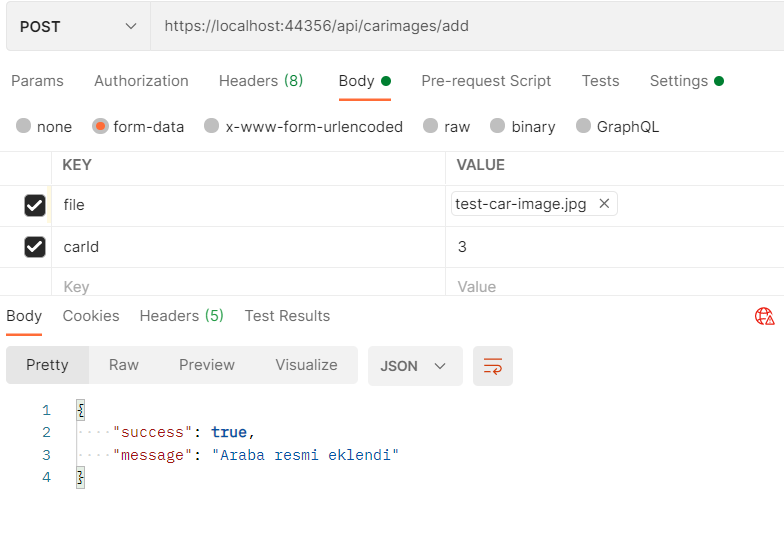 POST https://localhost:44356/api/carimages/add
Params Authorization Headers (8) Body Pre-request Script Tests Settings
none form-data x-www-form-urlencoded raw binary GraphQL
KEY VALUE
file test-car-image.jpg
carId 3
Key Value
Body Cookies Headers (5) Test Results
Pretty Raw Preview Visualize JSON
1 {
2 "success": true,
3 "message": "Araba resmi eklendi"
4 }